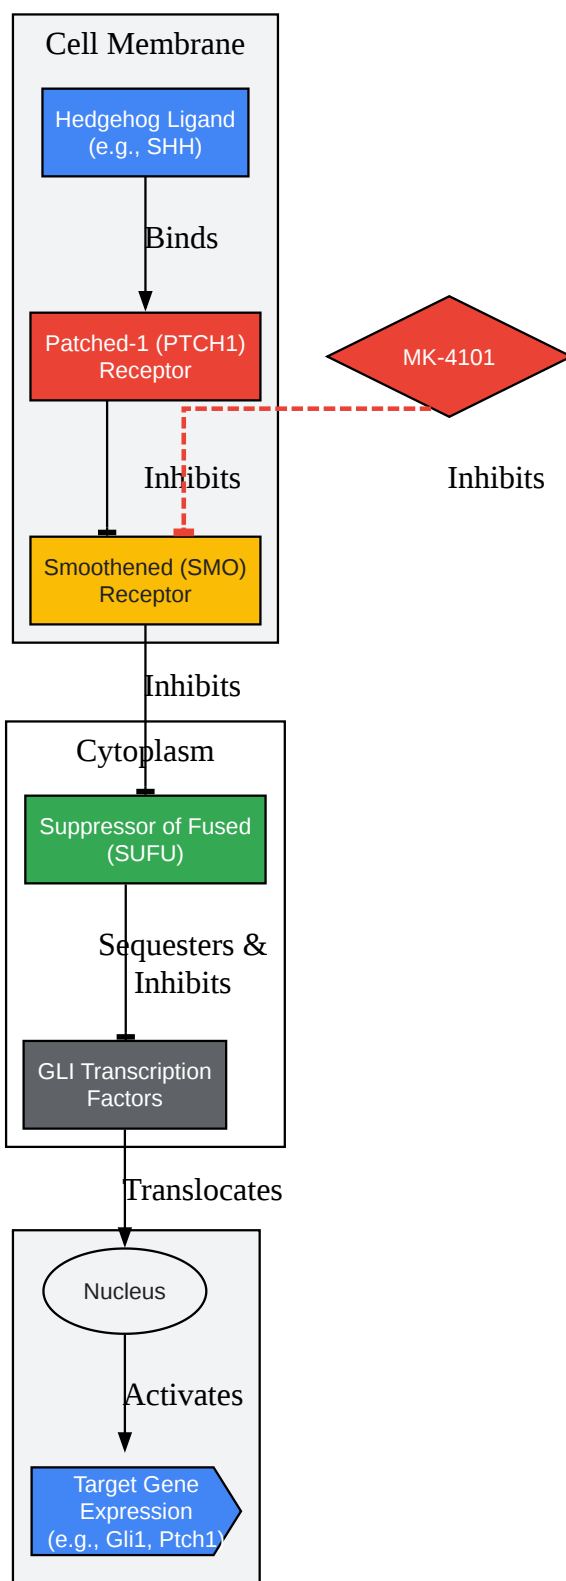 Cell Membrane
Hedgehog Ligand
(e.g., SHH)
Binds
Patched-1 (PTCH1)
Receptor
MK-4101
Inhibits
Inhibits
Smoothened (SMO)
Receptor
Inhibits
Cytoplasm
Suppressor of Fused
(SUFU)
Sequesters &
Inhibits
GLI Transcription
Factors
Translocates
Nucleus
Activates
Target Gene
Expression
(e.g., Gli1, Ptch1)